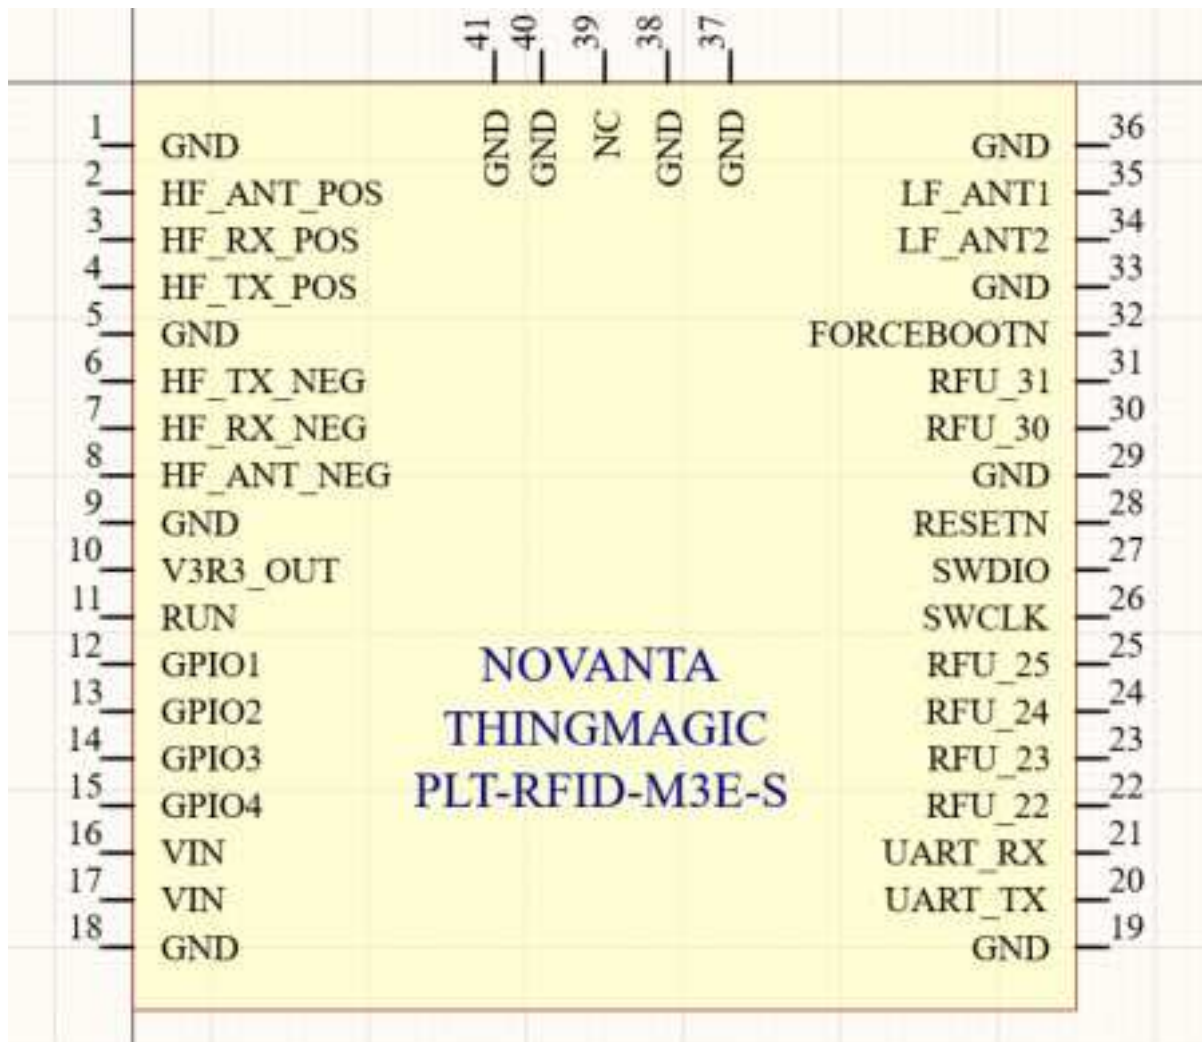 41 40 39 38 37
GND GND NC GND GND
1 GND
2 HF_ANT_POS
3 HF_RX_POS
4 HF_TX_POS
5 GND
6 HF_TX_NEG
7 HF_RX_NEG
8 HF_ANT_NEG
9 GND
10 V3R3_OUT
11 RUN
12 GPIO1
13 GPIO2
14 GPIO3
15 GPIO4
16 VIN
17 VIN
18 GND
NOVANTA
THINGMAGIC
PLT-RFID-M3E-S
GND 36
LF_ANT1 35
LF_ANT2 34
GND 33
FORCEBOOTN 32
RFU_31 31
RFU_30 30
GND 29
RESETN 28
SWDIO 27
SWCLK 26
RFU_25 25
RFU_24 24
RFU_23 23
RFU_22 22
UART_RX 21
UART_TX 20
GND 19